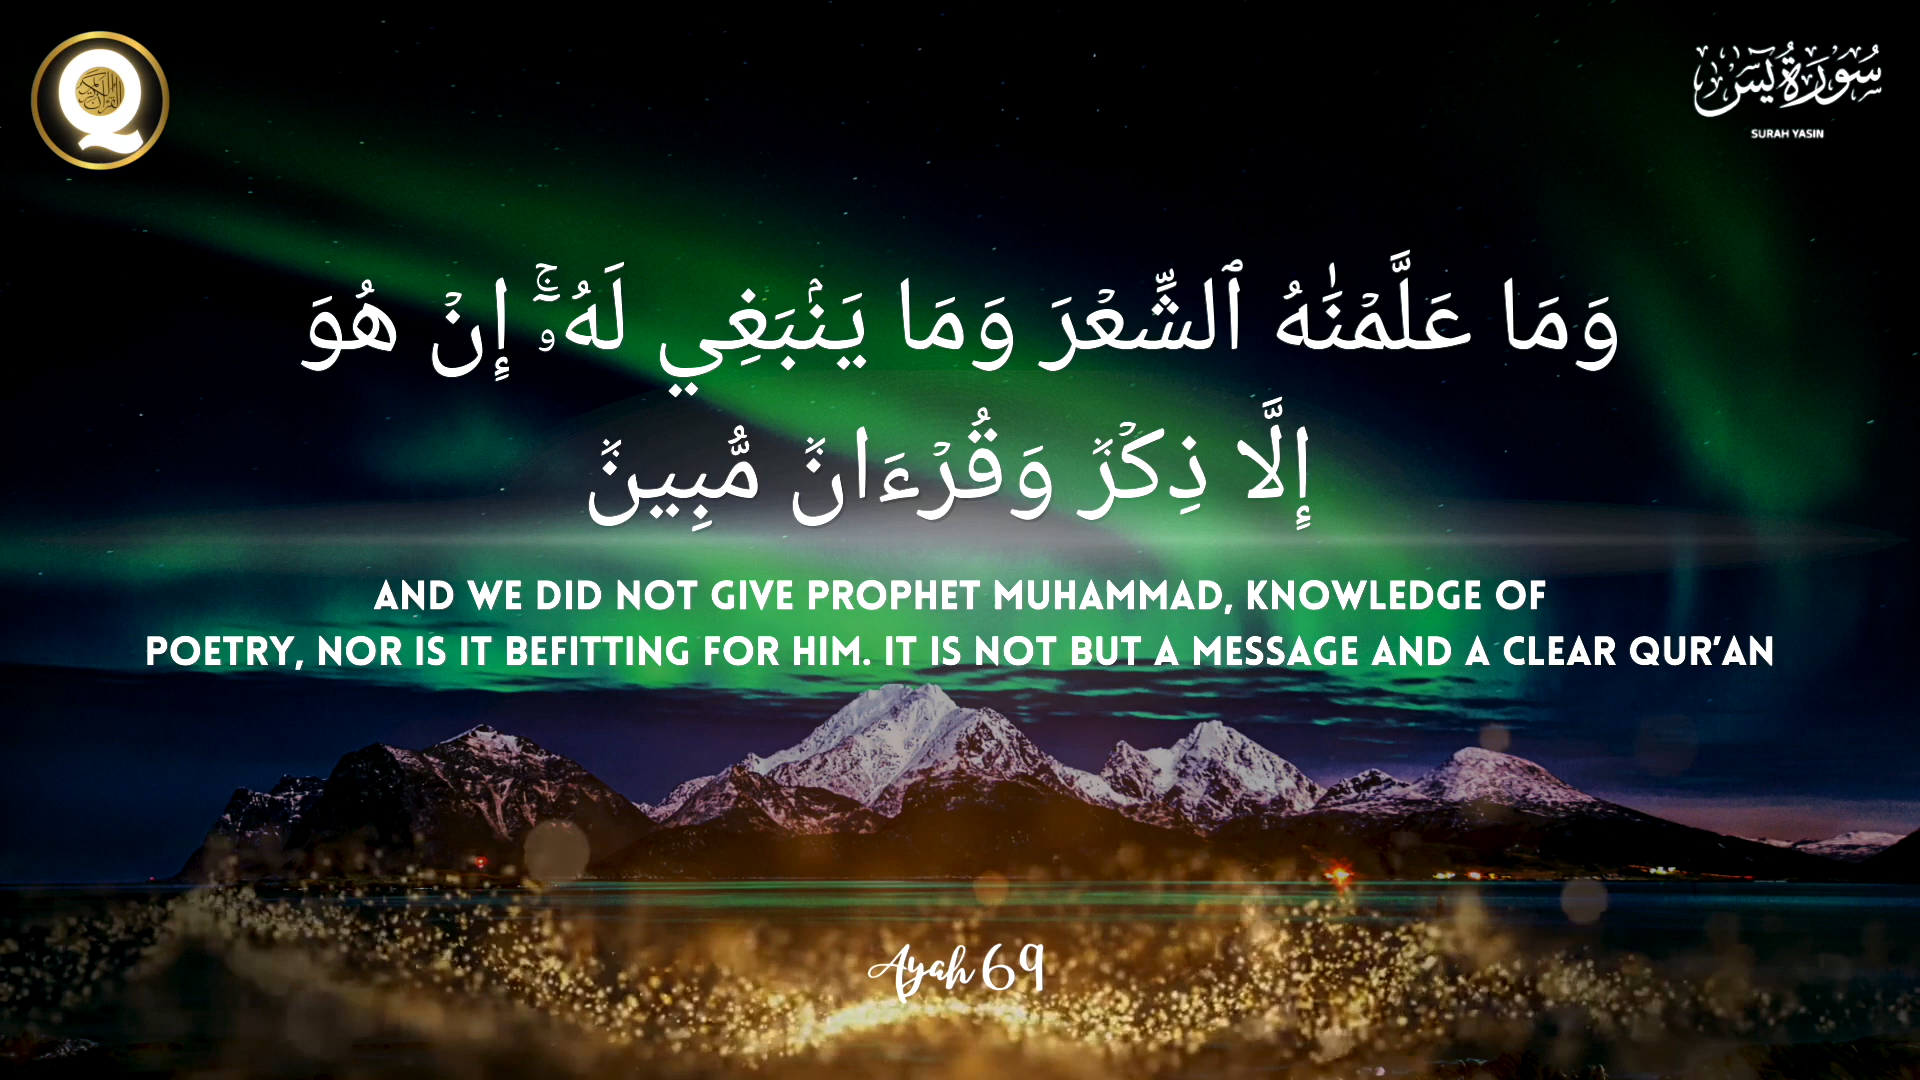 سُورَةُ يسٓ
SURAH YASIN
وَمَا عَلَّمْنَٰهُ ٱلشِّعْرَ وَمَا يَنۢبَغِي لَهُۥٓۚ إِنْ هُوَ
إِلَّا ذِكْرٌ وَقُرْءَانٌ مُّبِينٌ
AND WE DID NOT GIVE PROPHET MUHAMMAD, KNOWLEDGE OF
POETRY, NOR IS IT BEFITTING FOR HIM. IT IS NOT BUT A MESSAGE AND A CLEAR QUR’AN
Ayah 69